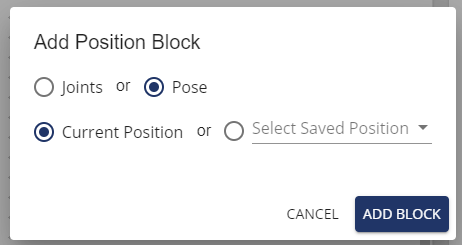 Add Position Block
Joints or Pose
Current Position or Select Saved Position
CANCEL ADD BLOCK